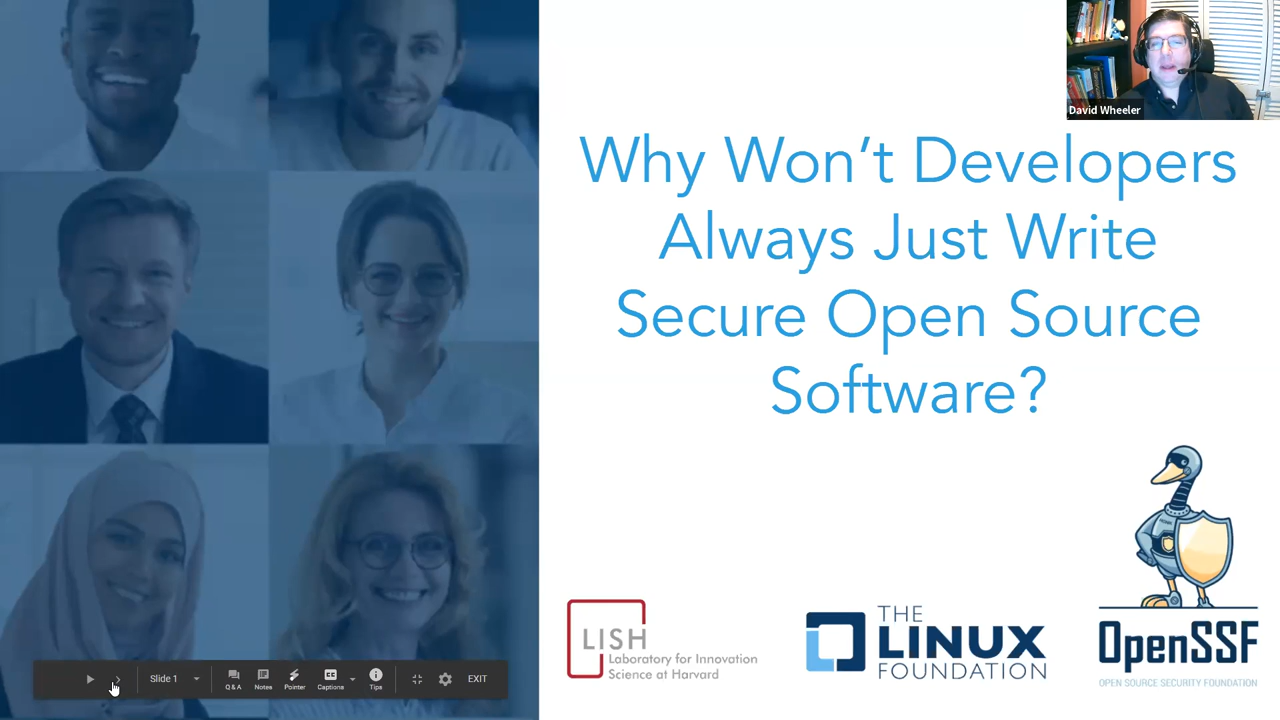 David Wheeler
Why Won’t Developers
Always Just Write
Secure Open Source
Software?
LISH
Laboratory for Innovation
Science at Harvard
THE
LINUX
FOUNDATION
OpenSSF
OPEN SOURCE SECURITY FOUNDATION
Slide 1
Q & A
Notes
Pointer
Captions
Tips
EXIT